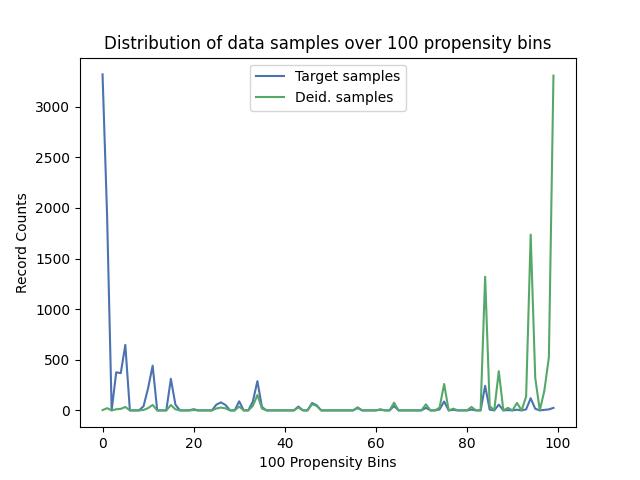 Distribution of data samples over 100 propensity bins
Target samples
Deid. samples
3000
2500
2000
1500
1000
500
0
Record Counts
0 20 40 60 80 100
100 Propensity Bins